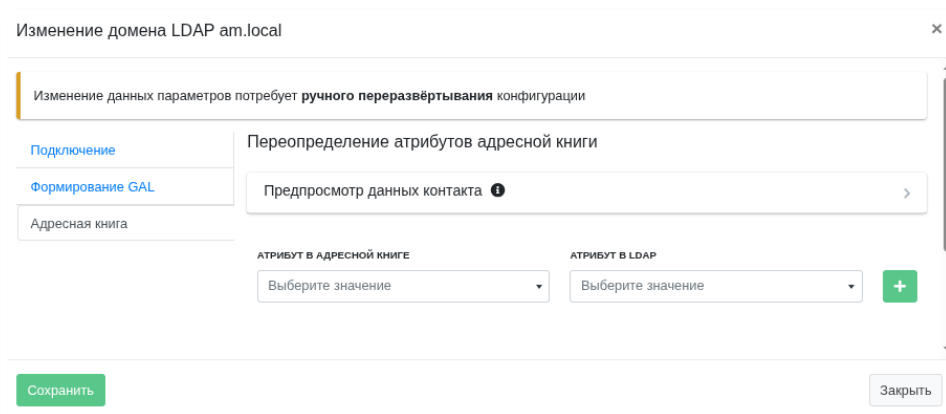 Изменение домена LDAP am.local
×
Изменение данных параметров потребует ручного переразвёртывания конфигурации
Подключение
Формирование GAL
Адресная книга
Переопределение атрибутов адресной книги
Предпросмотр данных контакта
АТРИБУТ В АДРЕСНОЙ КНИГЕ
АТРИБУТ В LDAP
Выберите значение
Выберите значение
+
Сохранить
Закрыть